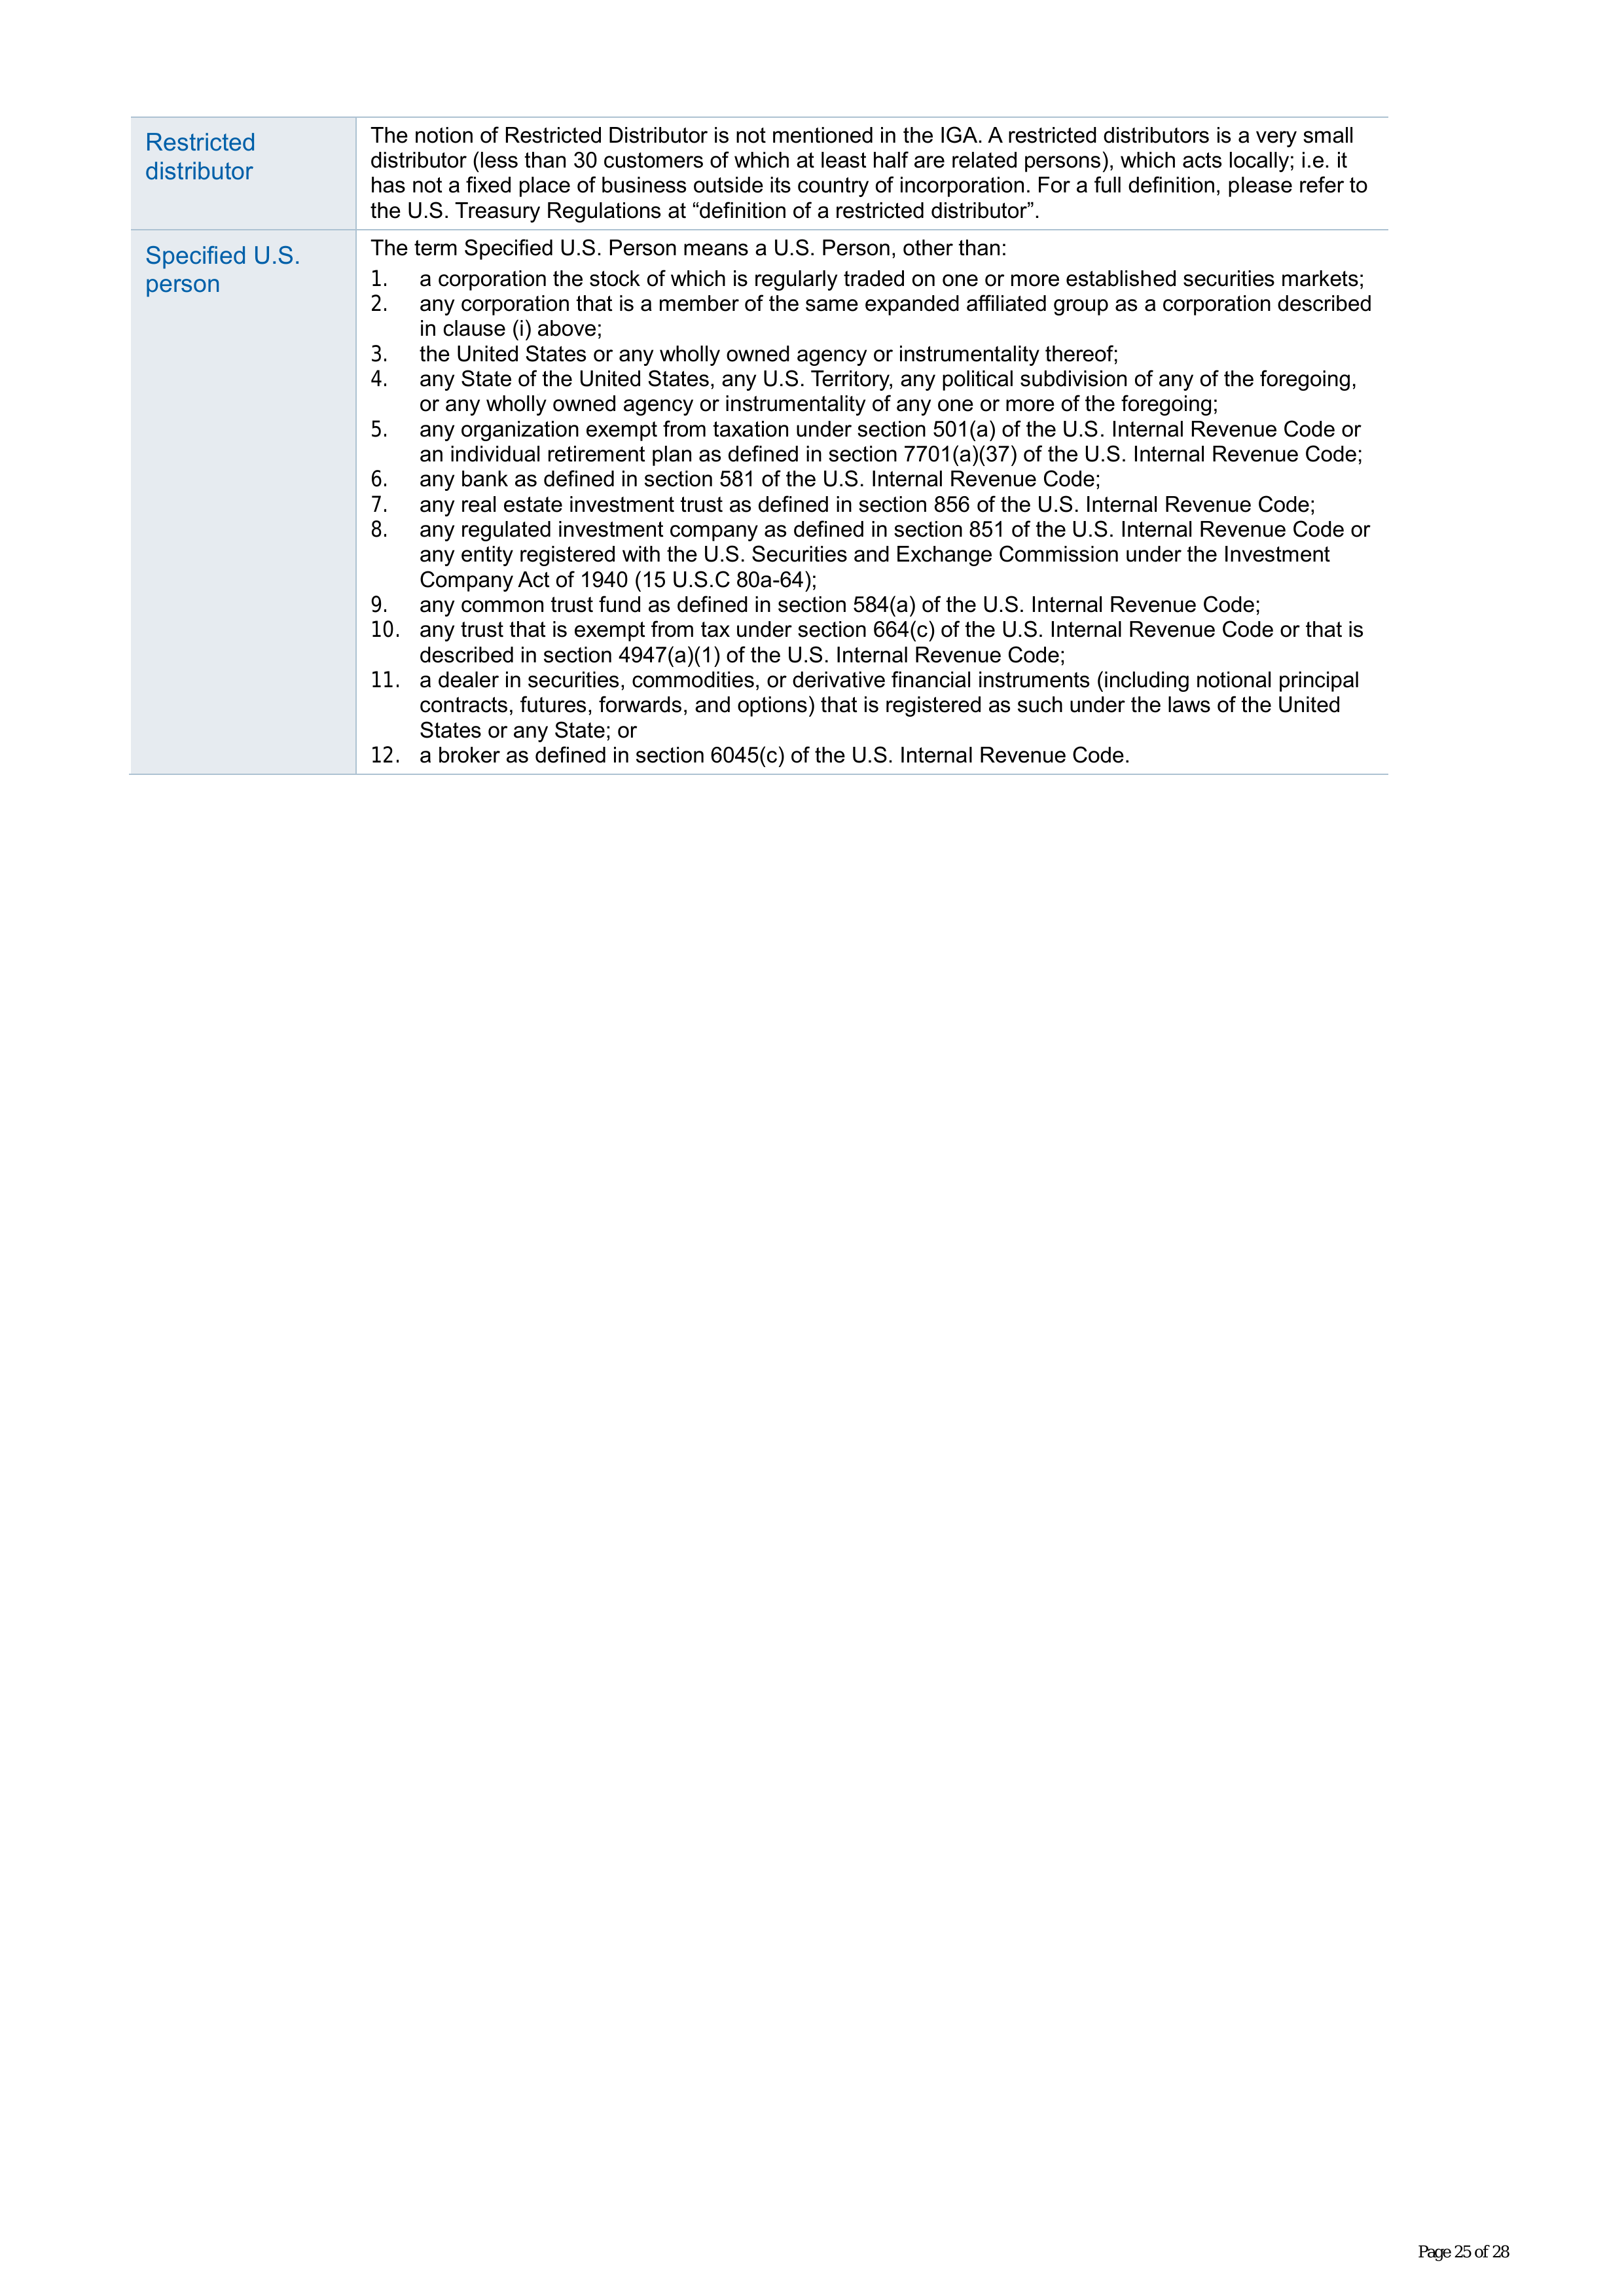 Restricted
distributor
The notion of Restricted Distributor is not mentioned in the IGA. A restricted distributors is a very small
distributor (less than 30 customers of which at least half are related persons), which acts locally; i.e. it
has not a fixed place of business outside its country of incorporation. For a full definition, please refer to
the U.S. Treasury Regulations at “definition of a restricted distributor”.
Specified U.S.
person
The term Specified U.S. Person means a U.S. Person, other than:
1. a corporation the stock of which is regularly traded on one or more established securities markets;
2. any corporation that is a member of the same expanded affiliated group as a corporation described
in clause (i) above;
3. the United States or any wholly owned agency or instrumentality thereof;
4. any State of the United States, any U.S. Territory, any political subdivision of any of the foregoing,
or any wholly owned agency or instrumentality of any one or more of the foregoing;
5. any organization exempt from taxation under section 501(a) of the U.S. Internal Revenue Code or
an individual retirement plan as defined in section 7701(a)(37) of the U.S. Internal Revenue Code;
6. any bank as defined in section 581 of the U.S. Internal Revenue Code;
7. any real estate investment trust as defined in section 856 of the U.S. Internal Revenue Code;
8. any regulated investment company as defined in section 851 of the U.S. Internal Revenue Code or
any entity registered with the U.S. Securities and Exchange Commission under the Investment
Company Act of 1940 (15 U.S.C 80a-64);
9. any common trust fund as defined in section 584(a) of the U.S. Internal Revenue Code;
10. any trust that is exempt from tax under section 664(c) of the U.S. Internal Revenue Code or that is
described in section 4947(a)(1) of the U.S. Internal Revenue Code;
11. a dealer in securities, commodities, or derivative financial instruments (including notional principal
contracts, futures, forwards, and options) that is registered as such under the laws of the United
States or any State; or
12. a broker as defined in section 6045(c) of the U.S. Internal Revenue Code.
Page 25 of 28